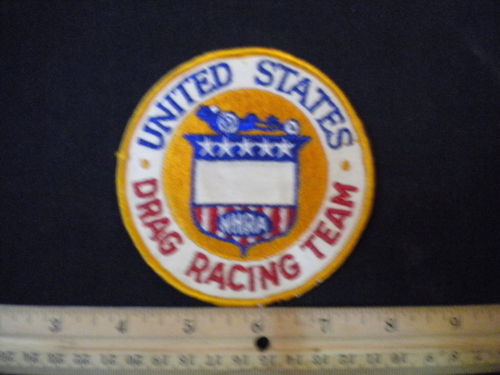 UNITED STATES
NHRA
DRAG RACING TEAM
3 4 5 6 7 8 9